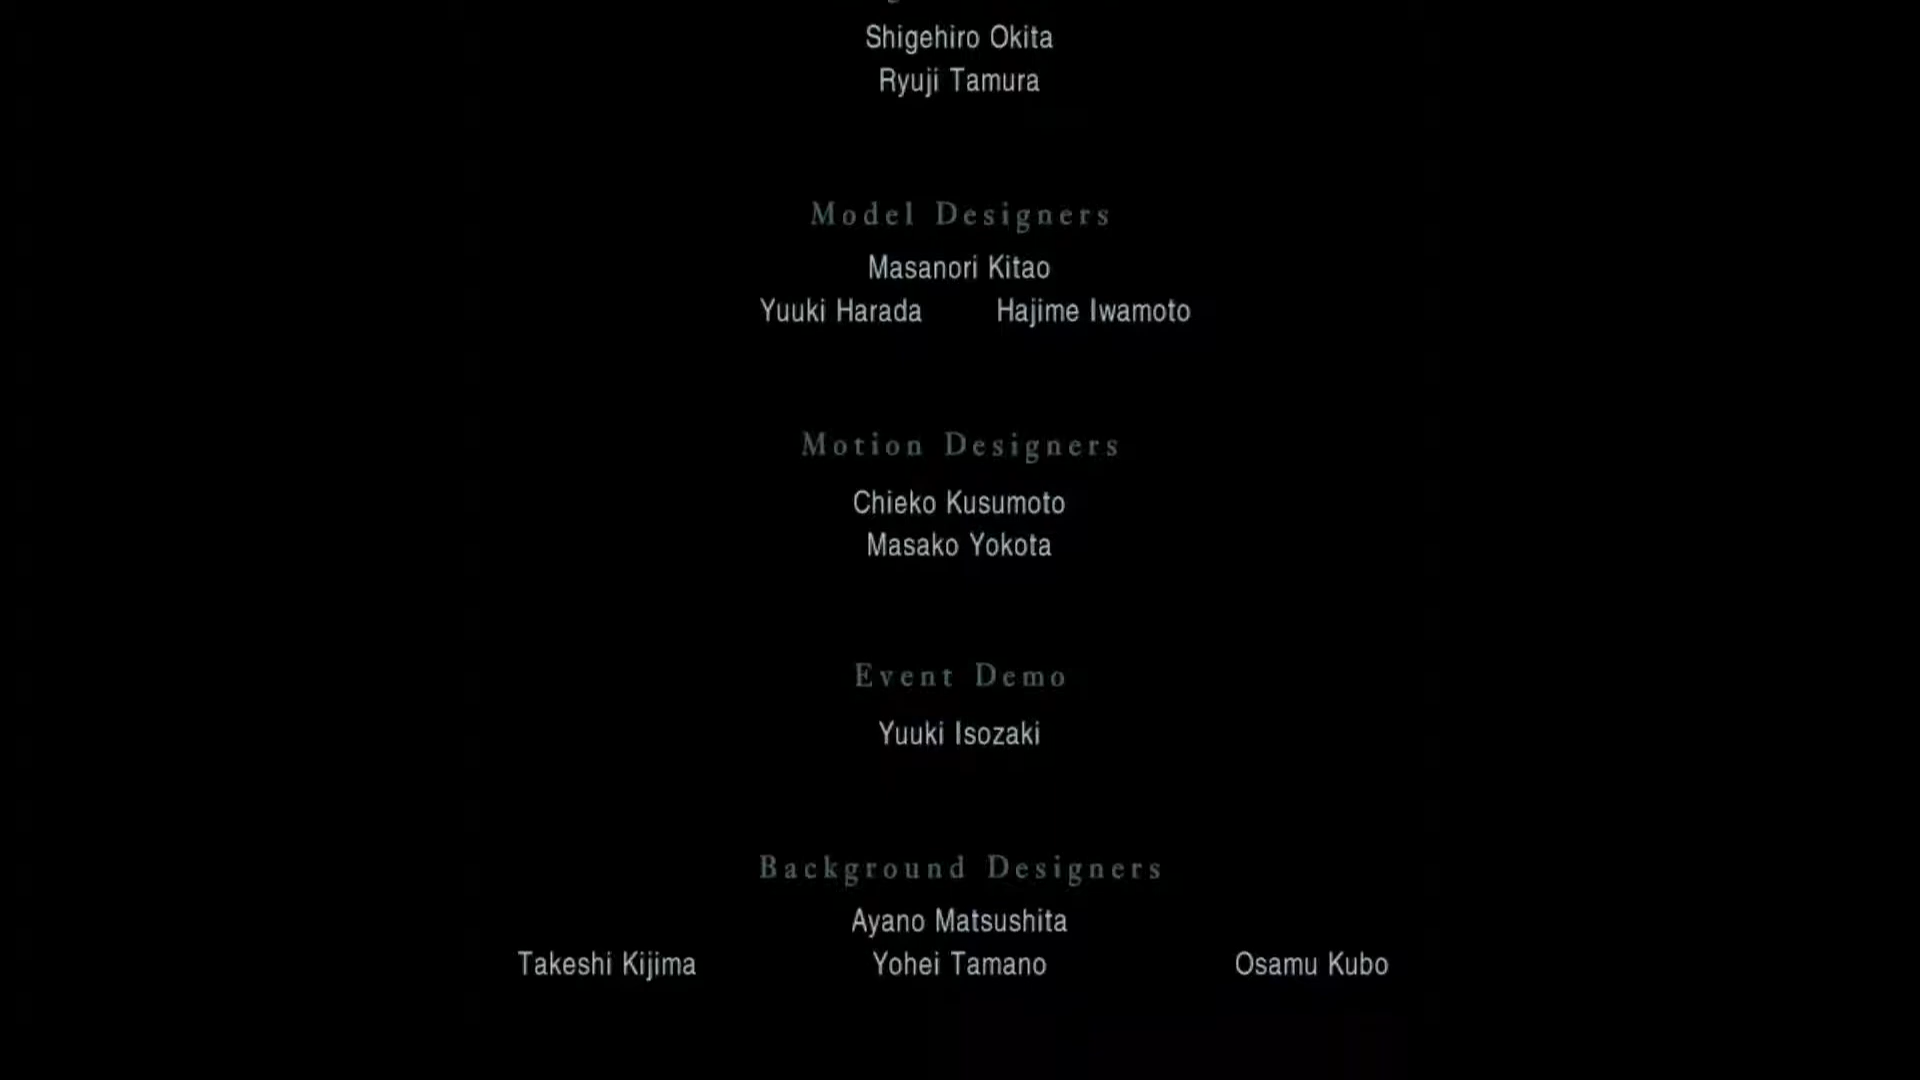 Shigehiro Okita
Ryuji Tamura
Model Designers
Masanori Kitao
Yuuki Harada Hajime Iwamoto
Motion Designers
Chieko Kusumoto
Masako Yokota
Event Demo
Yuuki Isozaki
Background Designers
Ayano Matsushita
Takeshi Kijima Yohei Tamano Osamu Kubo